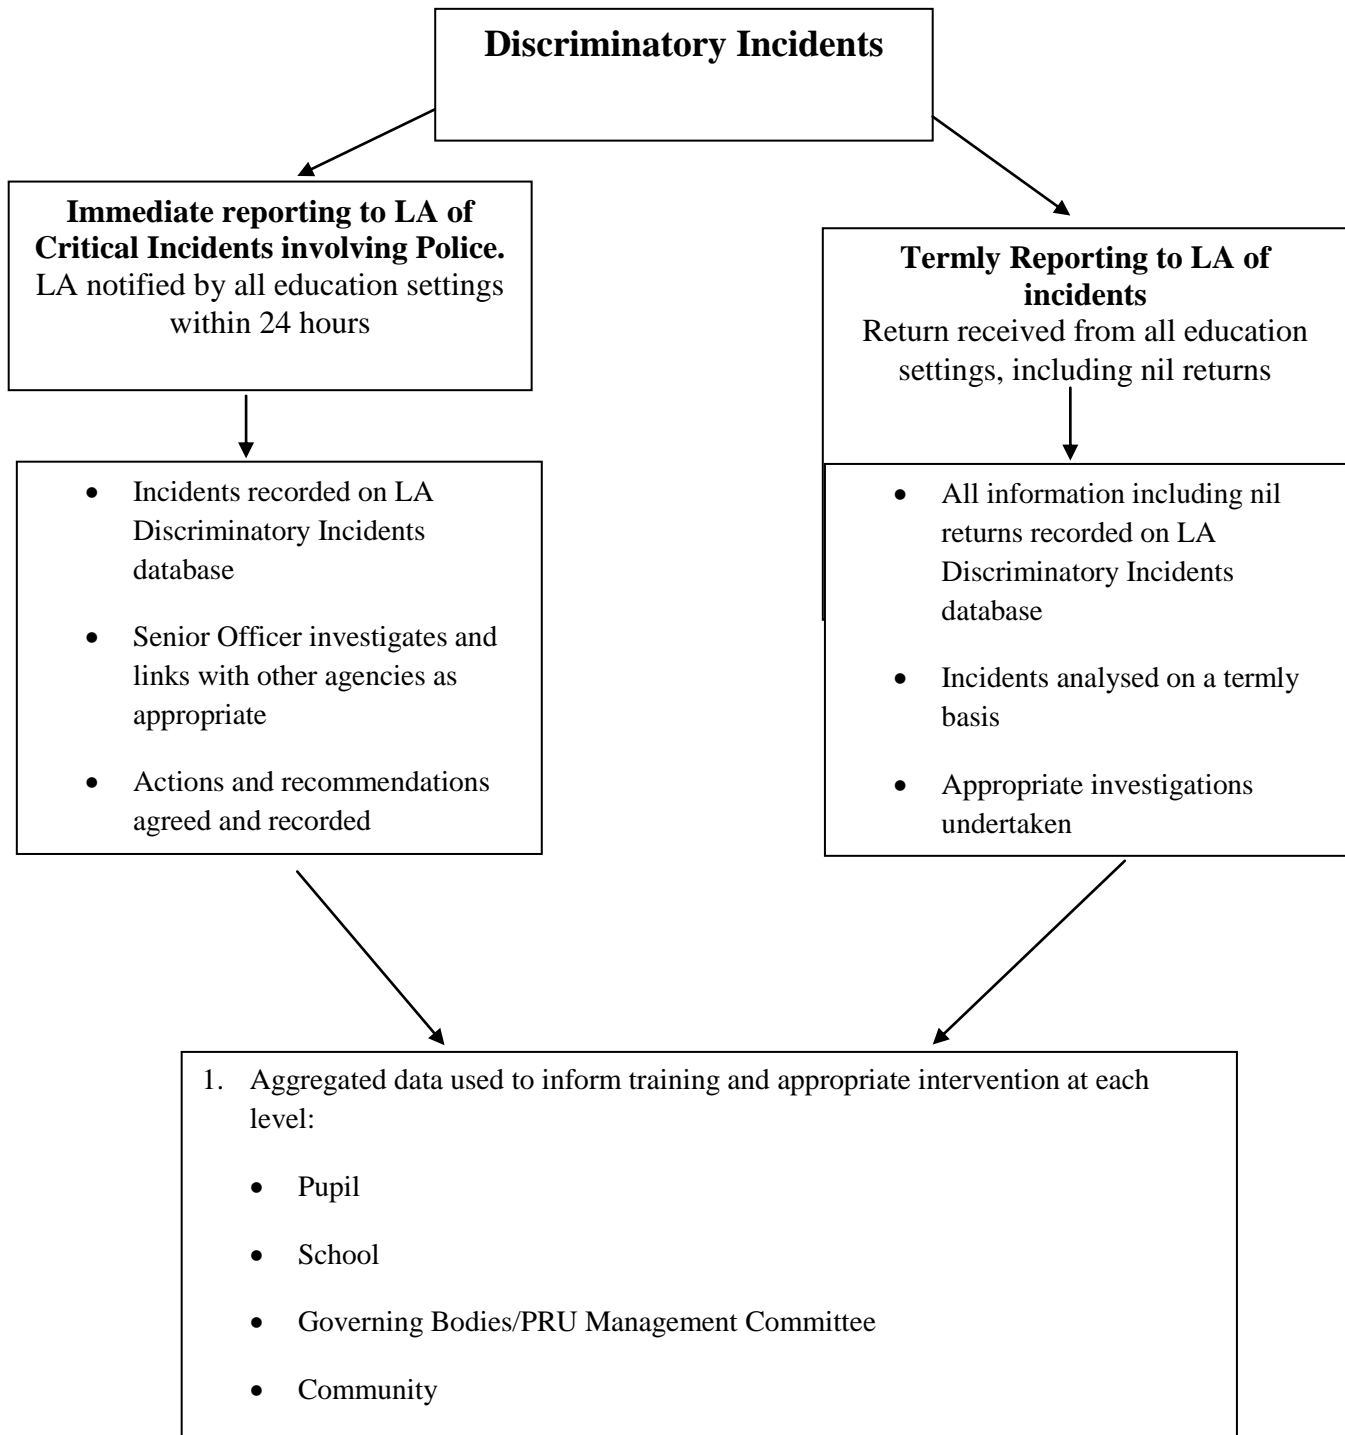 Discriminatory Incidents
Immediate reporting to LA of
Critical Incidents involving Police.
LA notified by all education settings
within 24 hours
Termly Reporting to LA of
incidents
Return received from all education
settings, including nil returns
• Incidents recorded on LA
Discriminatory Incidents
database
• Senior Officer investigates and
links with other agencies as
appropriate
• Actions and recommendations
agreed and recorded
• All information including nil
returns recorded on LA
Discriminatory Incidents
database
• Incidents analysed on a termly
basis
• Appropriate investigations
undertaken
1. Aggregated data used to inform training and appropriate intervention at each
level:
• Pupil
• School
• Governing Bodies/PRU Management Committee
• Community